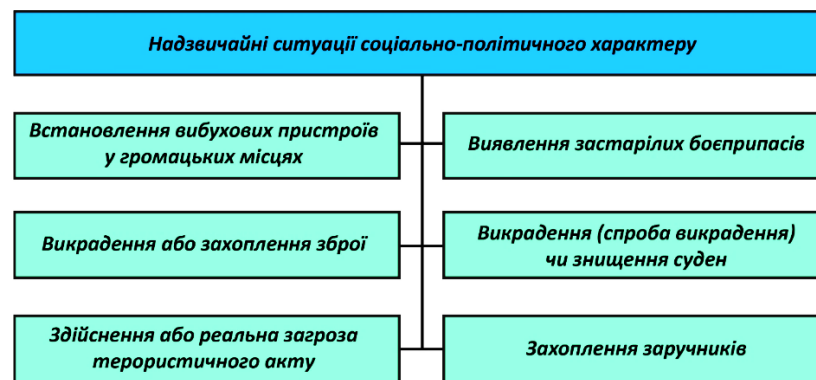 Надзвичайні ситуації соціально-політичного характеру
Встановлення вибухових пристроїв
у громацьких місцях
Виявлення застарілих боєприпасів
Викрадення або захоплення зброї
Викрадення (спроба викрадення)
чи знищення суден
Здійснення або реальна загроза
терористичного акту
Захоплення заручників